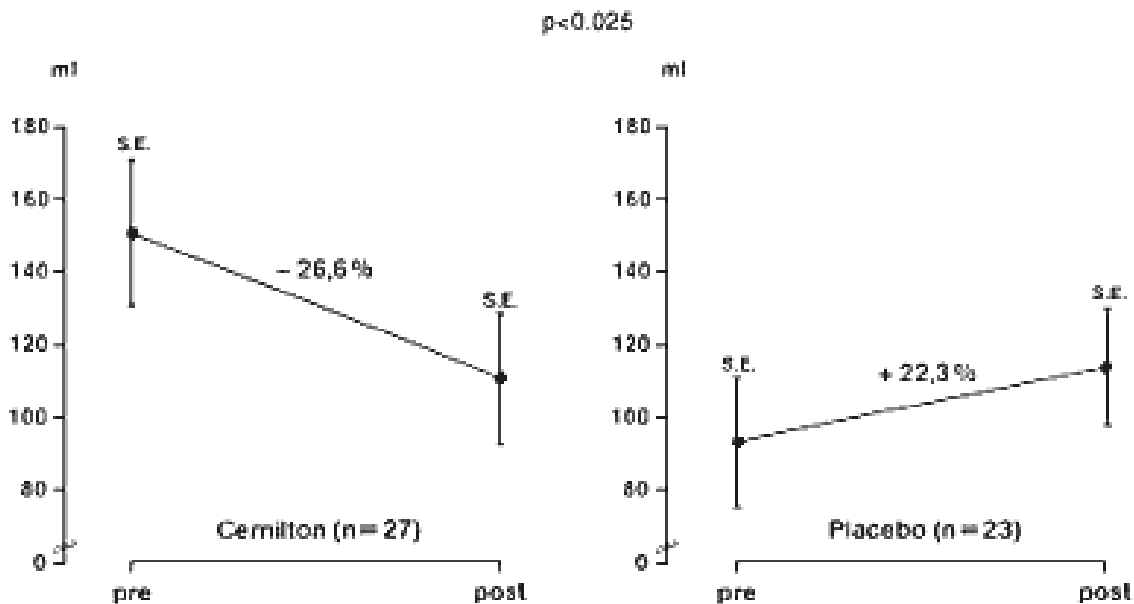 p<0.025
ml
180
160
140
120
100
80
0
S.E.
- 26,6 %
S.E.
Cernilton (n = 27)
pre
post
ml
180
160
140
120
100
80
0
S.E.
+ 22,3 %
S.E.
Placebo (n = 23)
pre
post